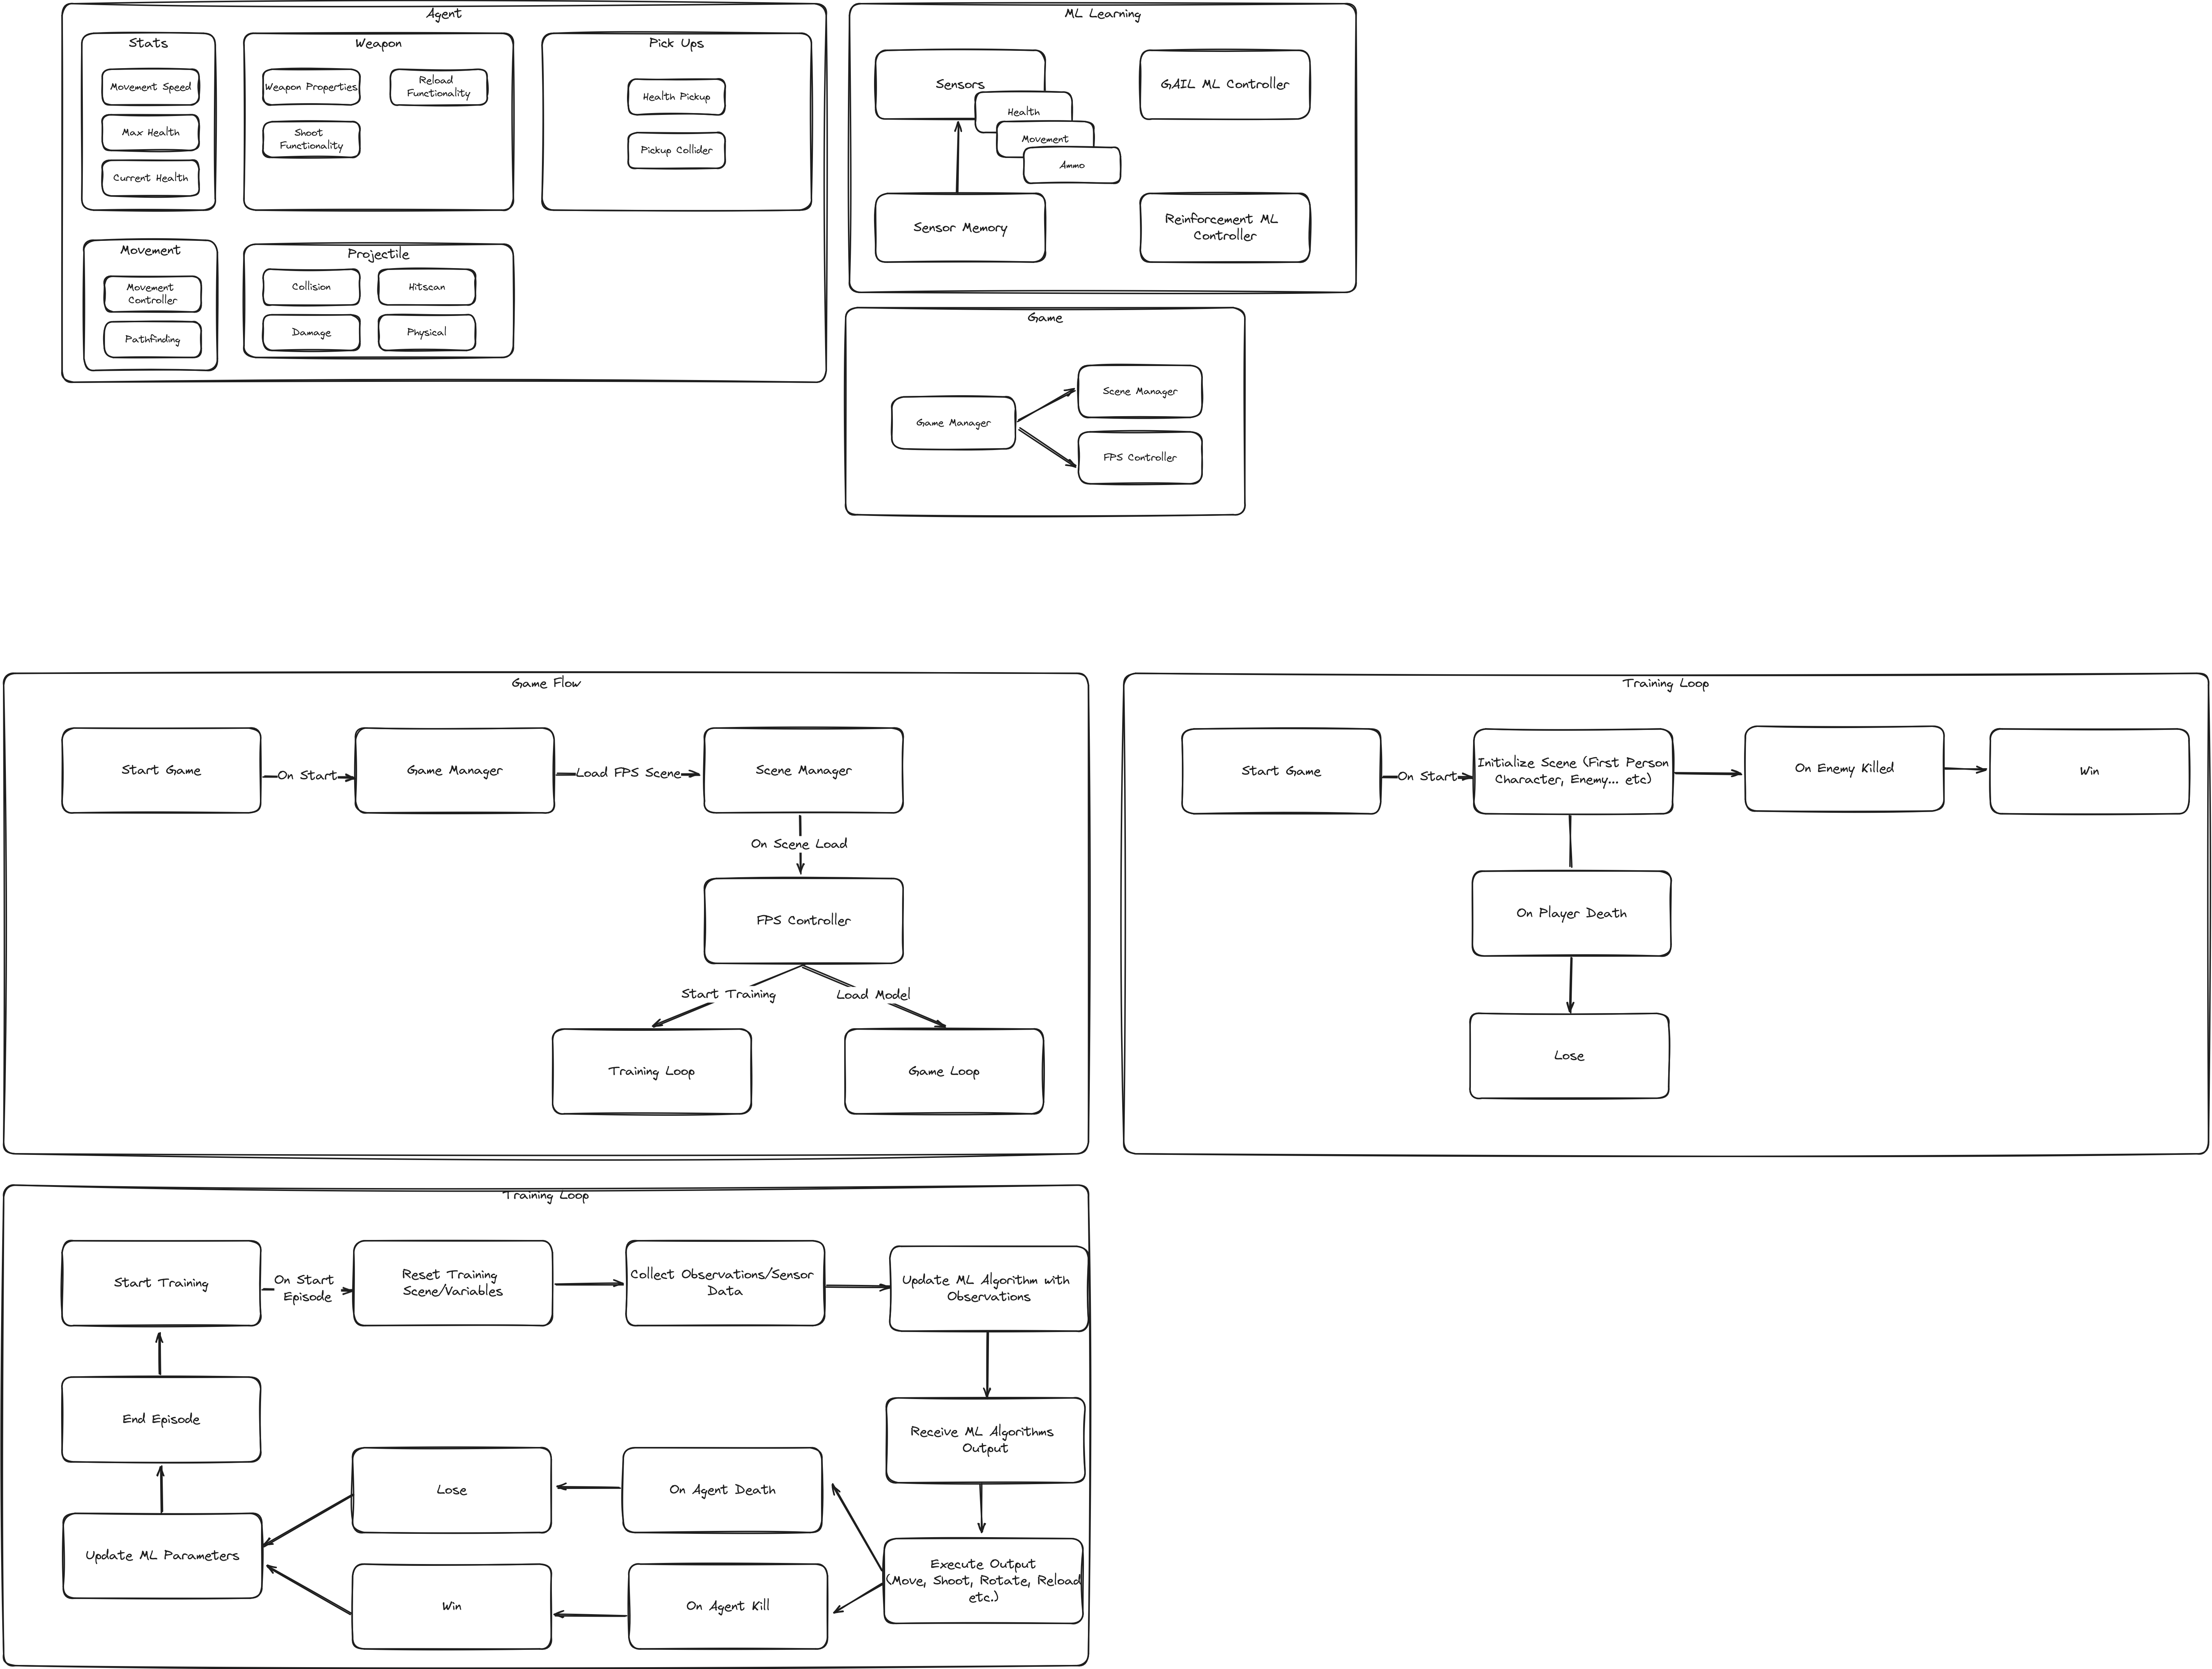 Agent
Stats
Movement Speed
Max Health
Current Health
Weapon
Weapon Properties
Reload
Functionality
Shoot
Functionality
Pick Ups
Health Pickup
Pickup Collider
Movement
Movement
Controller
Pathfinding
Projectile
Collision
Hitscan
Damage
Physical
ML Learning
Sensors
Health
Movement
Ammo
Sensor Memory
GAIL ML Controller
Reinforcement ML
Controller
Game
Game Manager
Scene Manager
FPS Controller
Game Flow
Start Game
On Start
Game Manager
Load FPS Scene
Scene Manager
On Scene Load
FPS Controller
Start Training
Load Model
Training Loop
Game Loop
Training Loop
Start Game
On Start
Initialize Scene (First Person
Character, Enemy... etc)
On Enemy Killed
Win
On Player Death
Lose
Training Loop
Start Training
On Start
Episode
Reset Training
Scene/Variables
Collect Observations/Sensor
Data
Update ML Algorithm with
Observations
Receive ML Algorithms
Output
Execute Output
(Move, Shoot, Rotate, Reload
etc.)
On Agent Death
Lose
On Agent Kill
Win
Update ML Parameters
End Episode